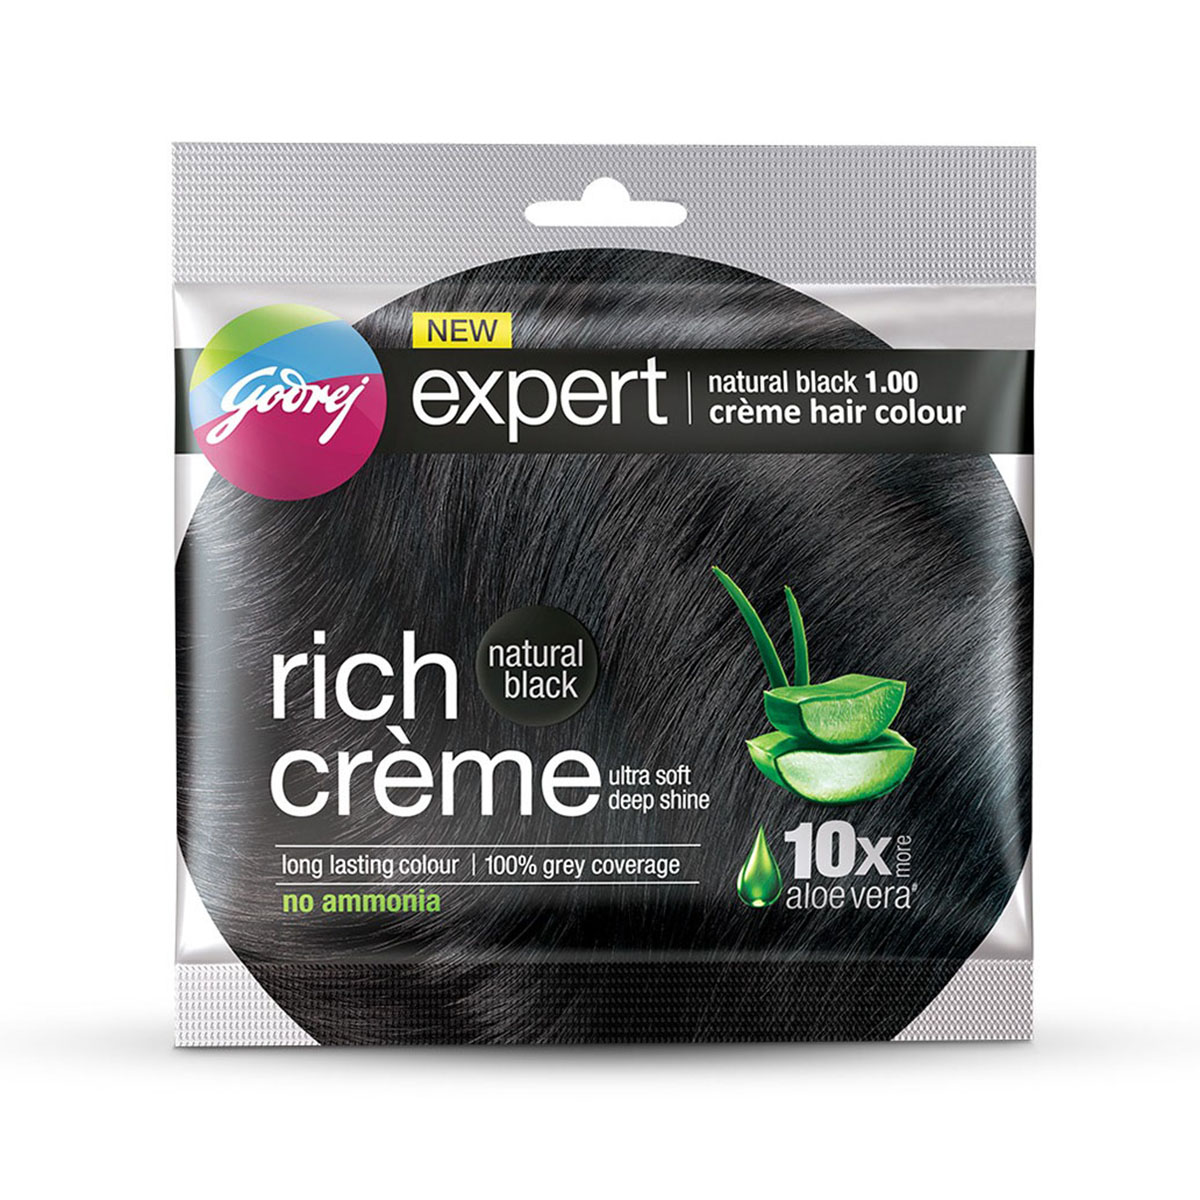 Godrej
NEW
expert
natural black 1.00
crème hair colour
rich
crème
natural
black
ultra soft
deep shine
long lasting colour | 100% grey coverage
no ammonia
10x
more
aloe vera#